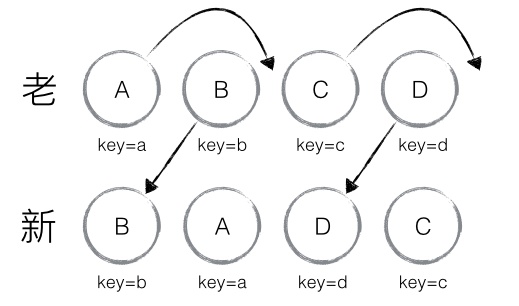 老 A B C D
key=a key=b key=c key=d
新 B A D C
key=b key=a key=d key=c